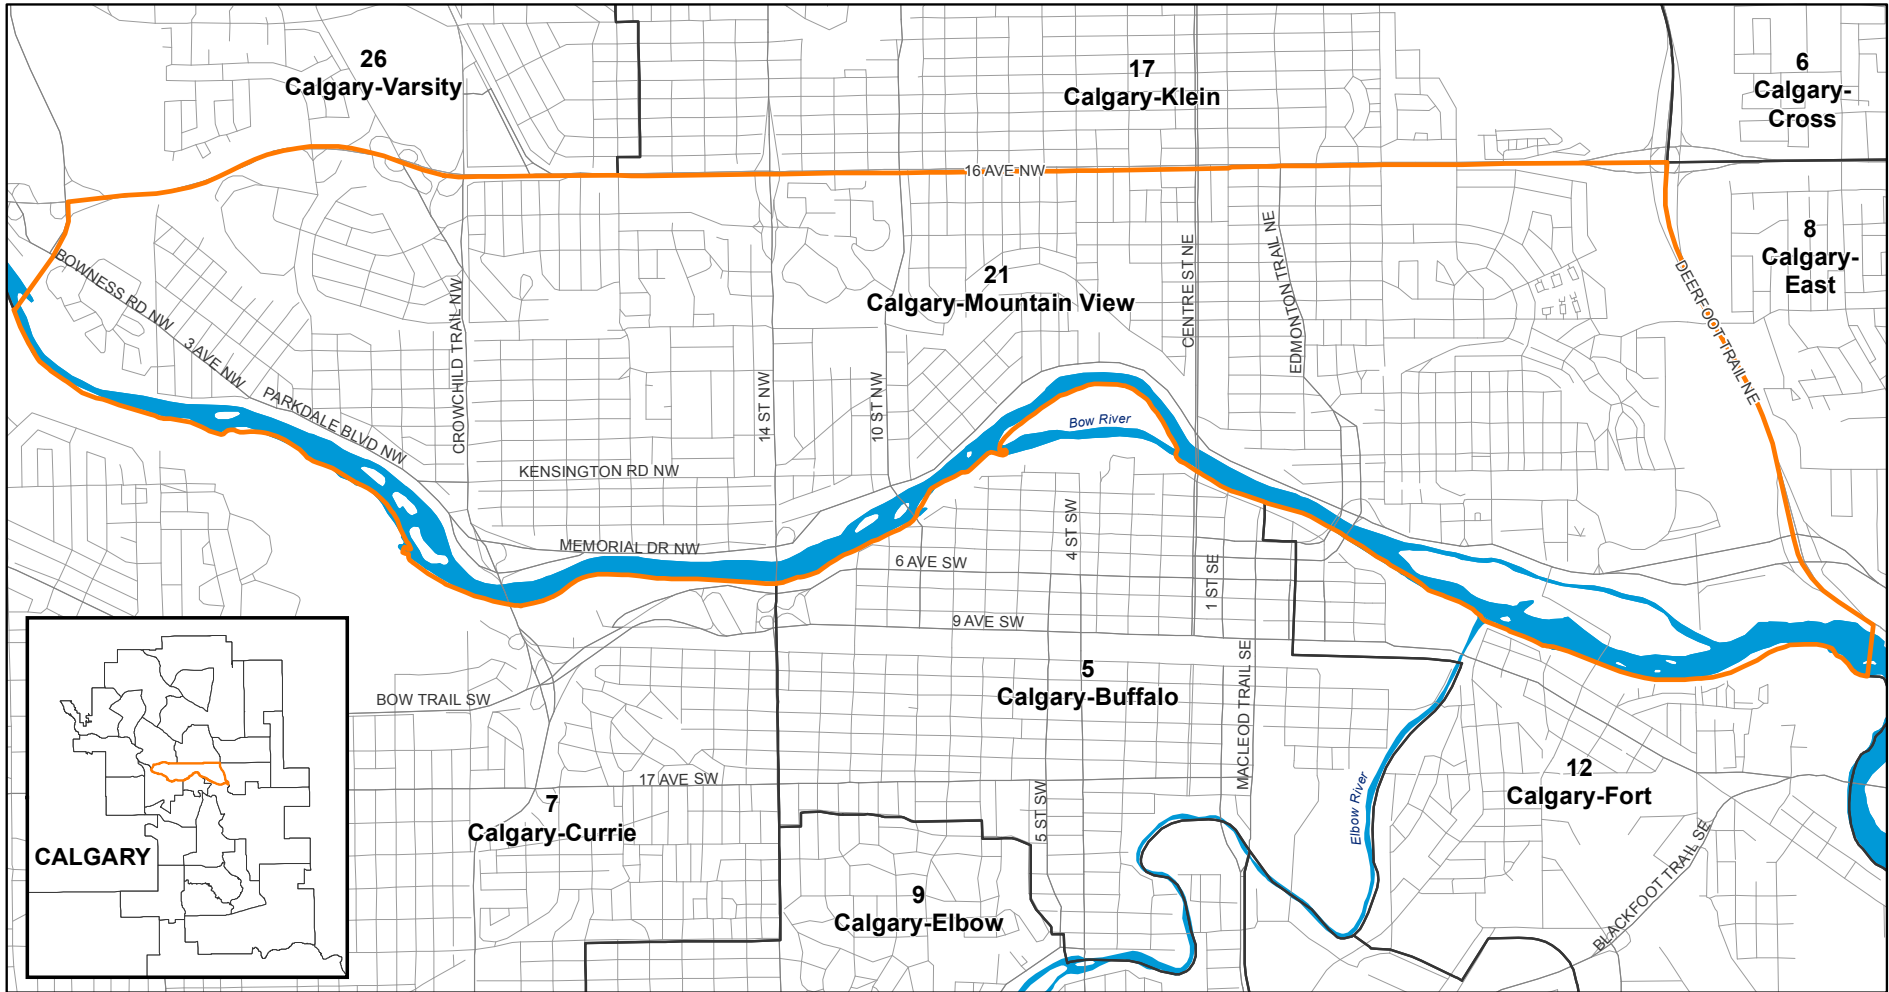 26
Calgary-Varsity
17
Calgary-Klein
6
Calgary-
Cross
16 AVE NW
8
Calgary-
East
21
Calgary-Mountain View
BOWNESS RD NW
3 AVE NW
PARKDALE BLVD NW
CROWCHILD TRAIL NW
14 ST NW
10 ST NW
CENTRE ST NE
EDMONTON TRAIL NE
DEERFOOT TRAIL NE
KENSINGTON RD NW
Bow River
MEMORIAL DR NW
6 AVE SW
4 ST SW
1 ST SE
9 AVE SW
5
Calgary-Buffalo
MACLEOD TRAIL SE
BOW TRAIL SW
17 AVE SW
7
Calgary-Currie
5 ST SW
Elbow River
12
Calgary-Fort
BLACKFOOT TRAIL SE
9
Calgary-Elbow
CALGARY